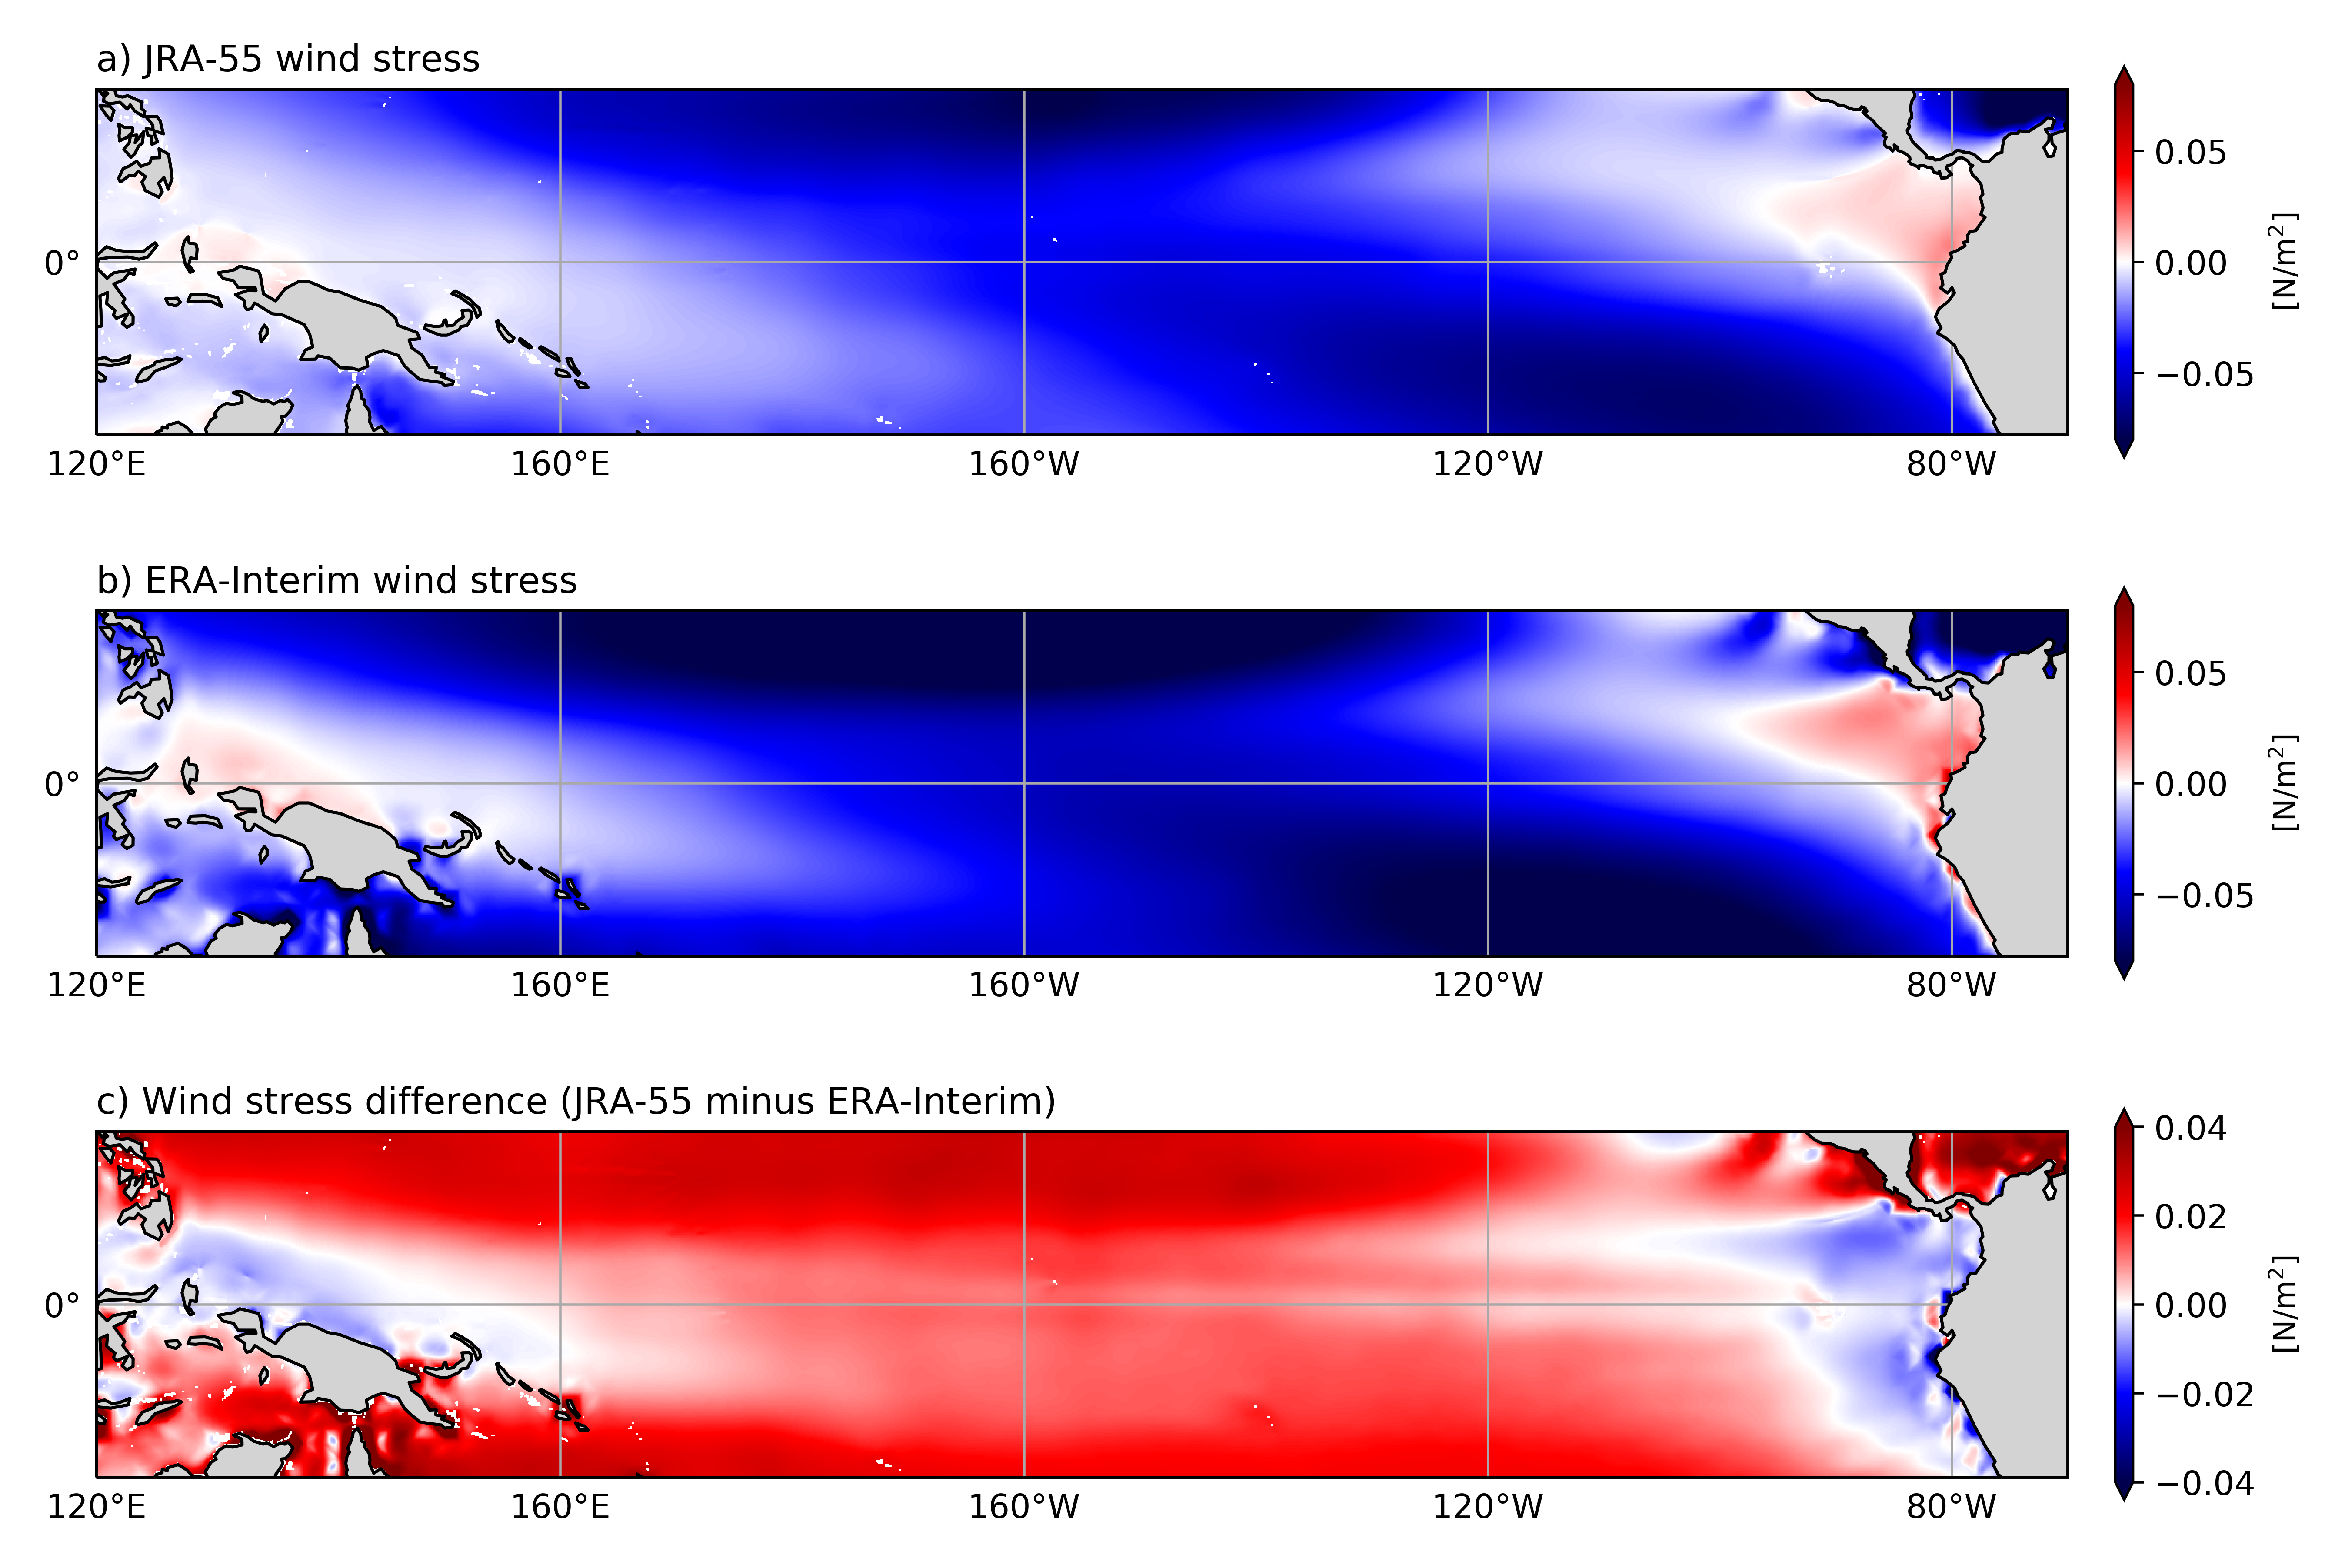 a) JRA-55 wind stress
0°
120°E 160°E 160°W 120°W 80°W
0.05
0.00
−0.05
[N/m²]
b) ERA-Interim wind stress
0°
120°E 160°E 160°W 120°W 80°W
0.05
0.00
−0.05
[N/m²]
c) Wind stress difference (JRA-55 minus ERA-Interim)
0°
120°E 160°E 160°W 120°W 80°W
0.04
0.02
0.00
−0.02
−0.04
[N/m²]